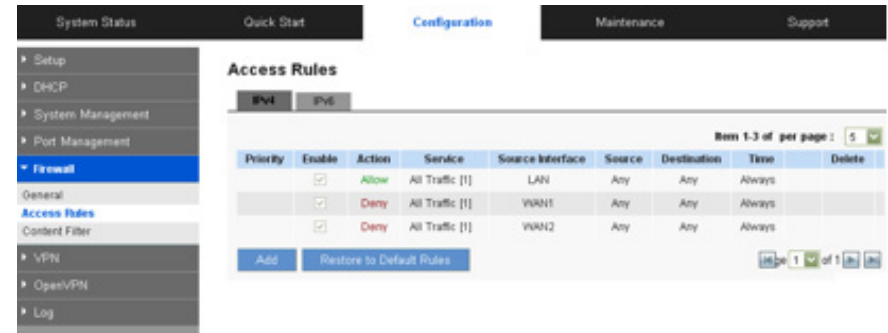 System Status Quick Start Configuration Maintenance Support
Setup
DHCP
System Management
Port Management
Firewall
General
Access Rules
Content Filter
VPN
OpenVPN
Log
Access Rules
IPv4 IPv6
Item 1-3 of per page : 5
Priority Enable Action Service Source Interface Source Destination Time Delete
Allow All Traffic [1] LAN Any Any Always
Deny All Traffic [1] WAN1 Any Any Always
Deny All Traffic [1] WAN2 Any Any Always
Add Restore to Default Rules
1 of 1